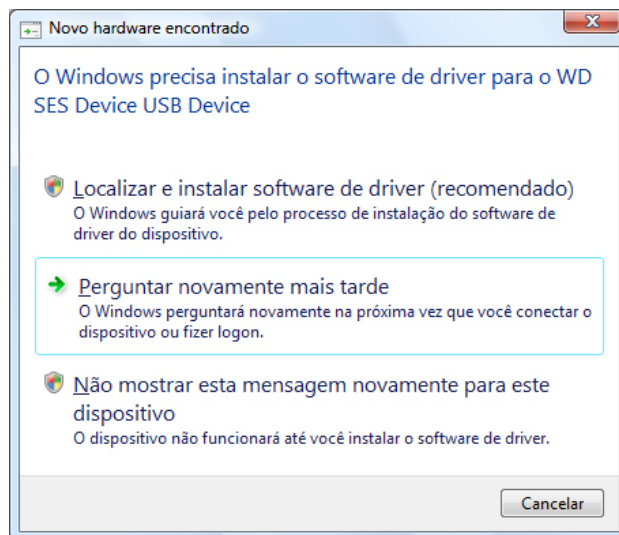 Novo hardware encontrado
O Windows precisa instalar o software de driver para o WD
SES Device USB Device
Localizar e instalar software de driver (recomendado)
O Windows guiará você pelo processo de instalação do software de
driver do dispositivo.
Perguntar novamente mais tarde
O Windows perguntará novamente na próxima vez que você conectar o
dispositivo ou fizer logon.
Não mostrar esta mensagem novamente para este
dispositivo
O dispositivo não funcionará até você instalar o software de driver.
Cancelar